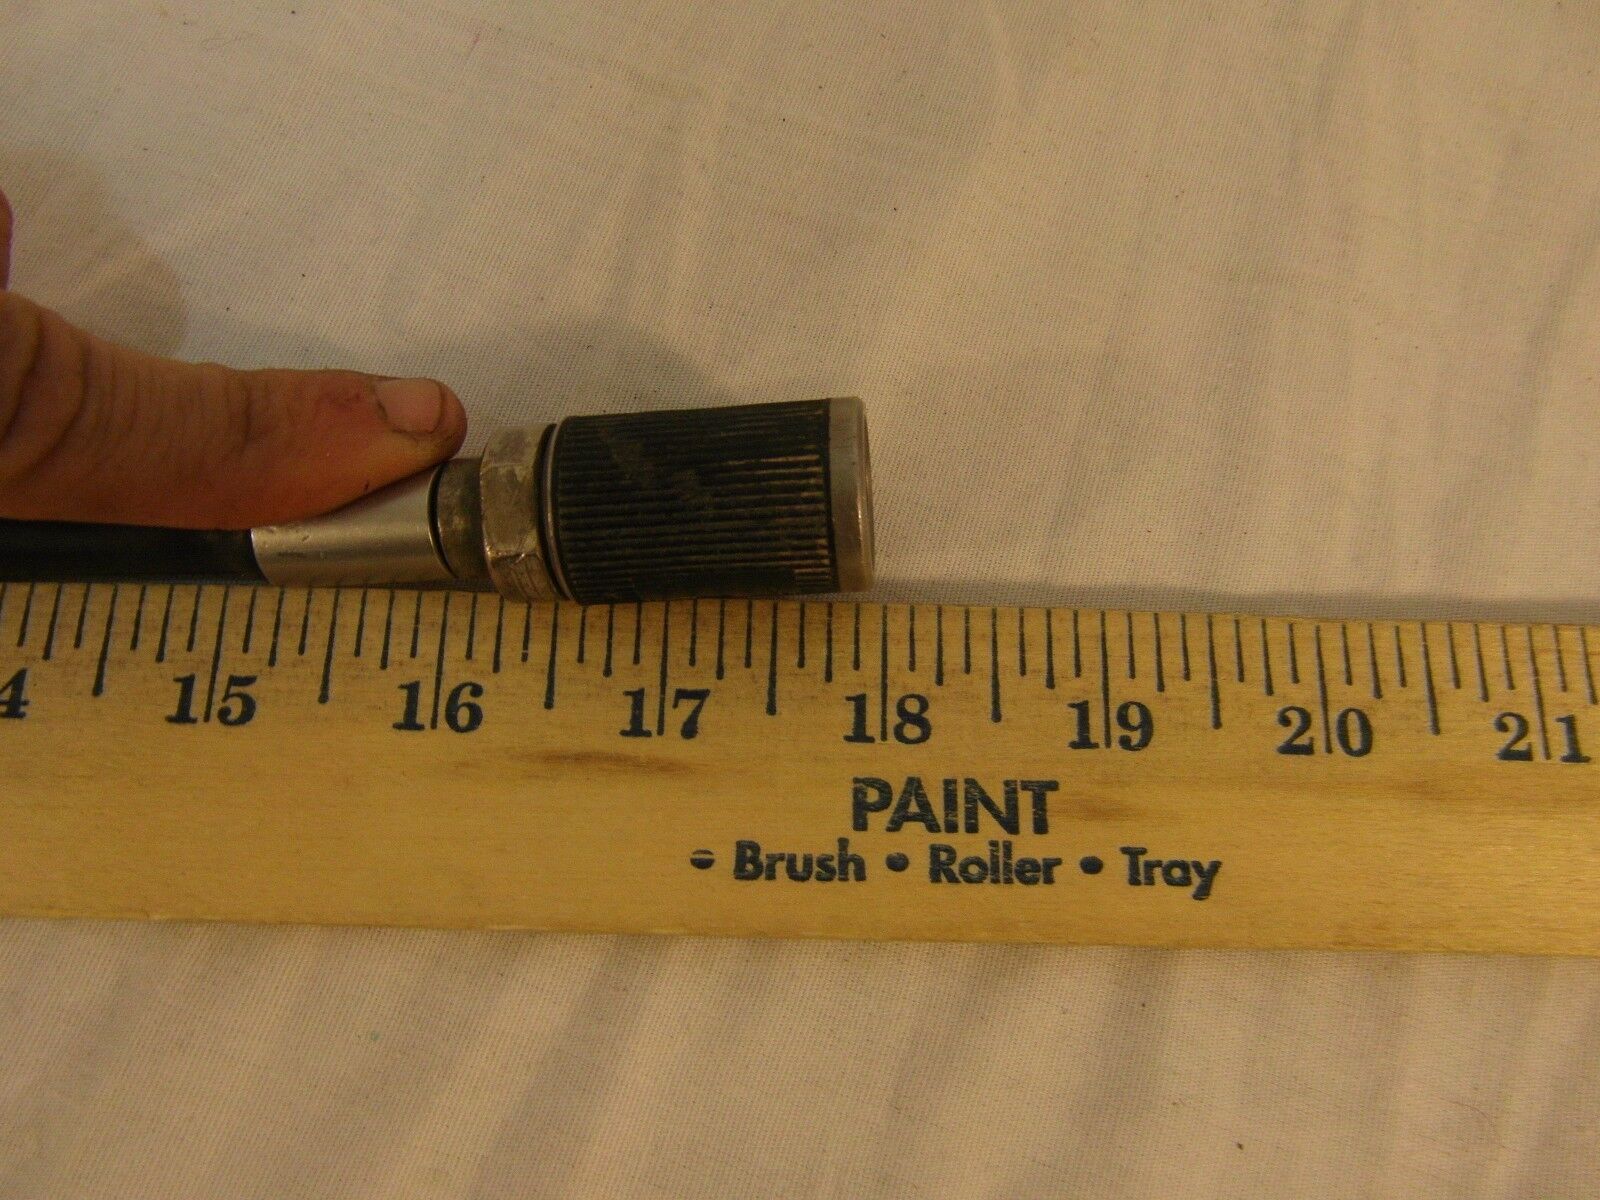 4 15 16 17 18 19 20 21
PAINT
• Brush • Roller • Tray